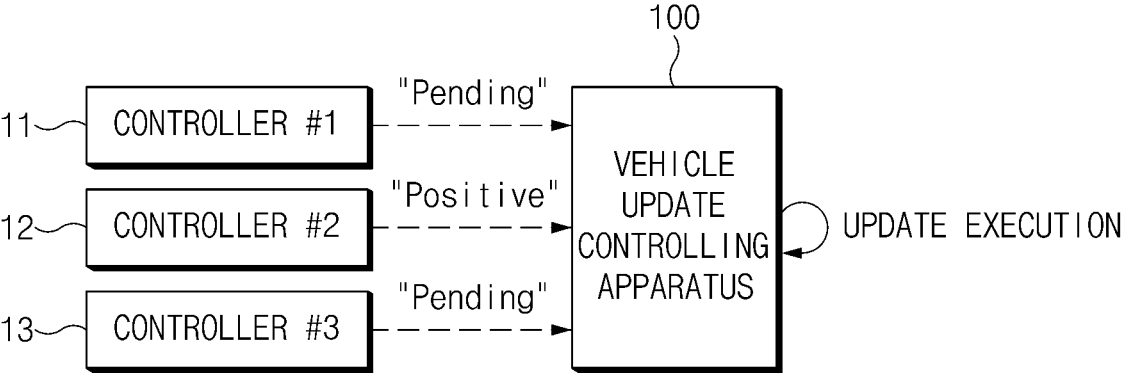 100
11
CONTROLLER #1
"Pending"
12
CONTROLLER #2
"Positive"
13
CONTROLLER #3
"Pending"
VEHICLE
UPDATE
CONTROLLING
APPARATUS
UPDATE EXECUTION